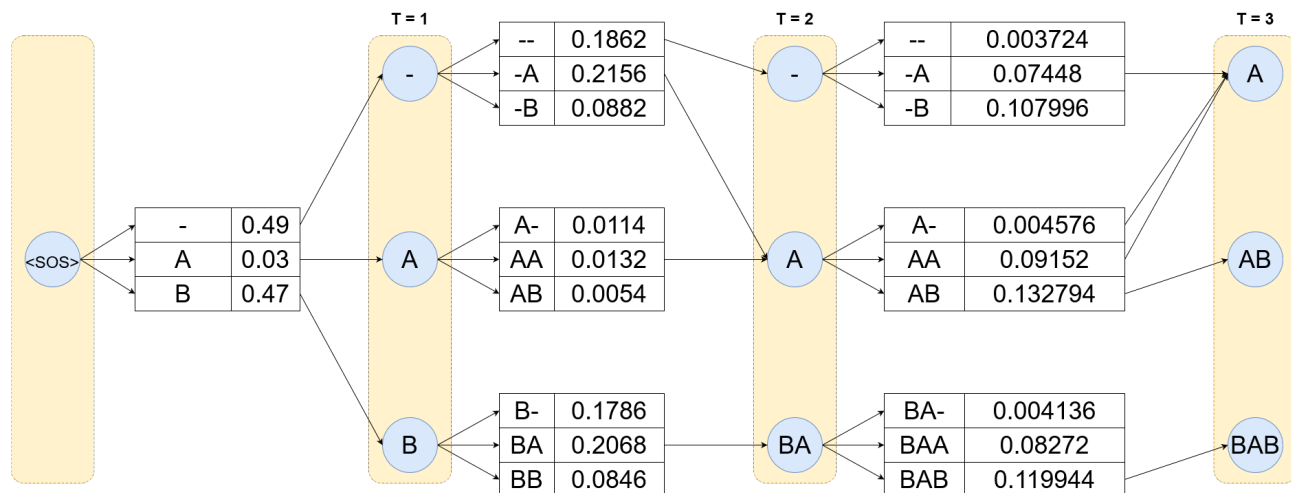 T = 1
T = 2
T = 3
<SOS>
- 0.49
A 0.03
B 0.47
-
A
B
-- 0.1862
-A 0.2156
-B 0.0882
A- 0.0114
AA 0.0132
AB 0.0054
B- 0.1786
BA 0.2068
BB 0.0846
-
A
BA
-- 0.003724
-A 0.07448
-B 0.107996
A- 0.004576
AA 0.09152
AB 0.132794
BA- 0.004136
BAA 0.08272
BAB 0.119944
A
AB
BAB